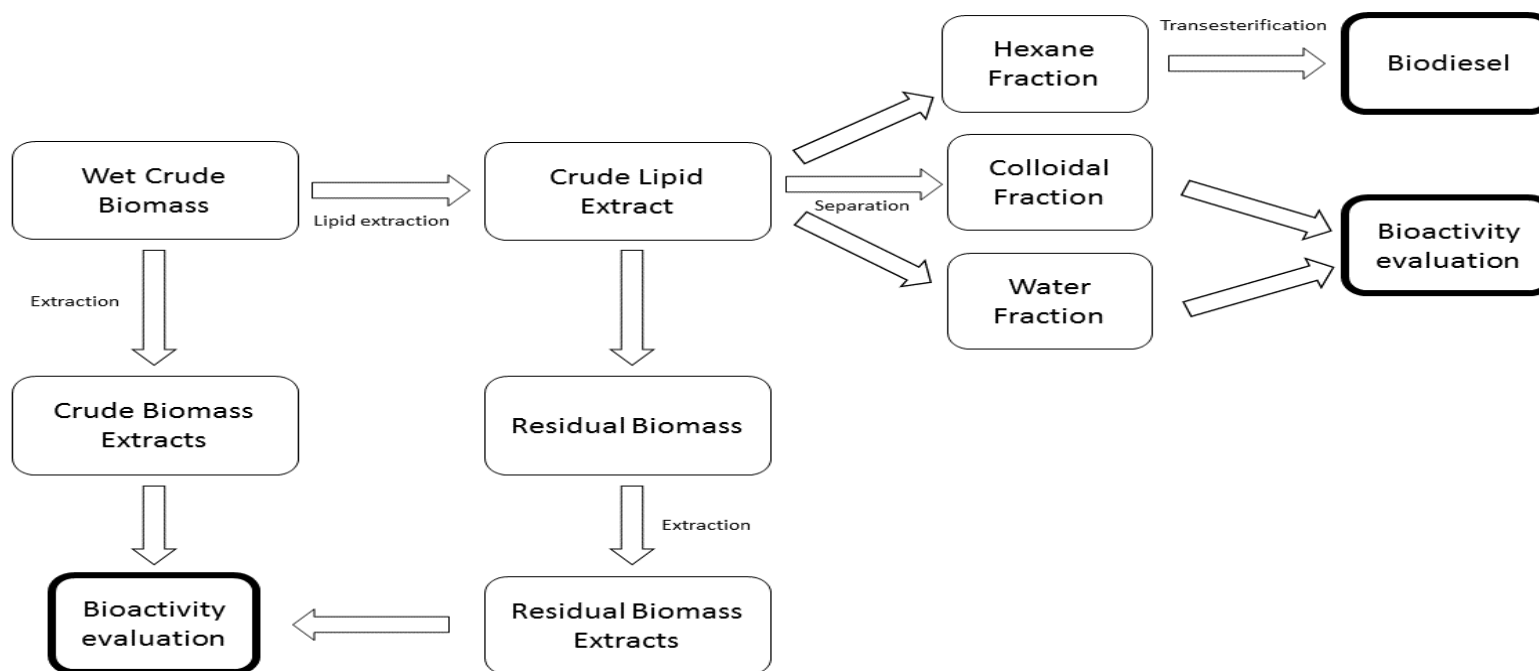 Transesterification
Hexane
Fraction
Biodiesel
Wet Crude
Biomass
Lipid extraction
Crude Lipid
Extract
Separation
Colloidal
Fraction
Water
Fraction
Bioactivity
evaluation
Extraction
Crude Biomass
Extracts
Residual Biomass
Extraction
Bioactivity
evaluation
Residual Biomass
Extracts